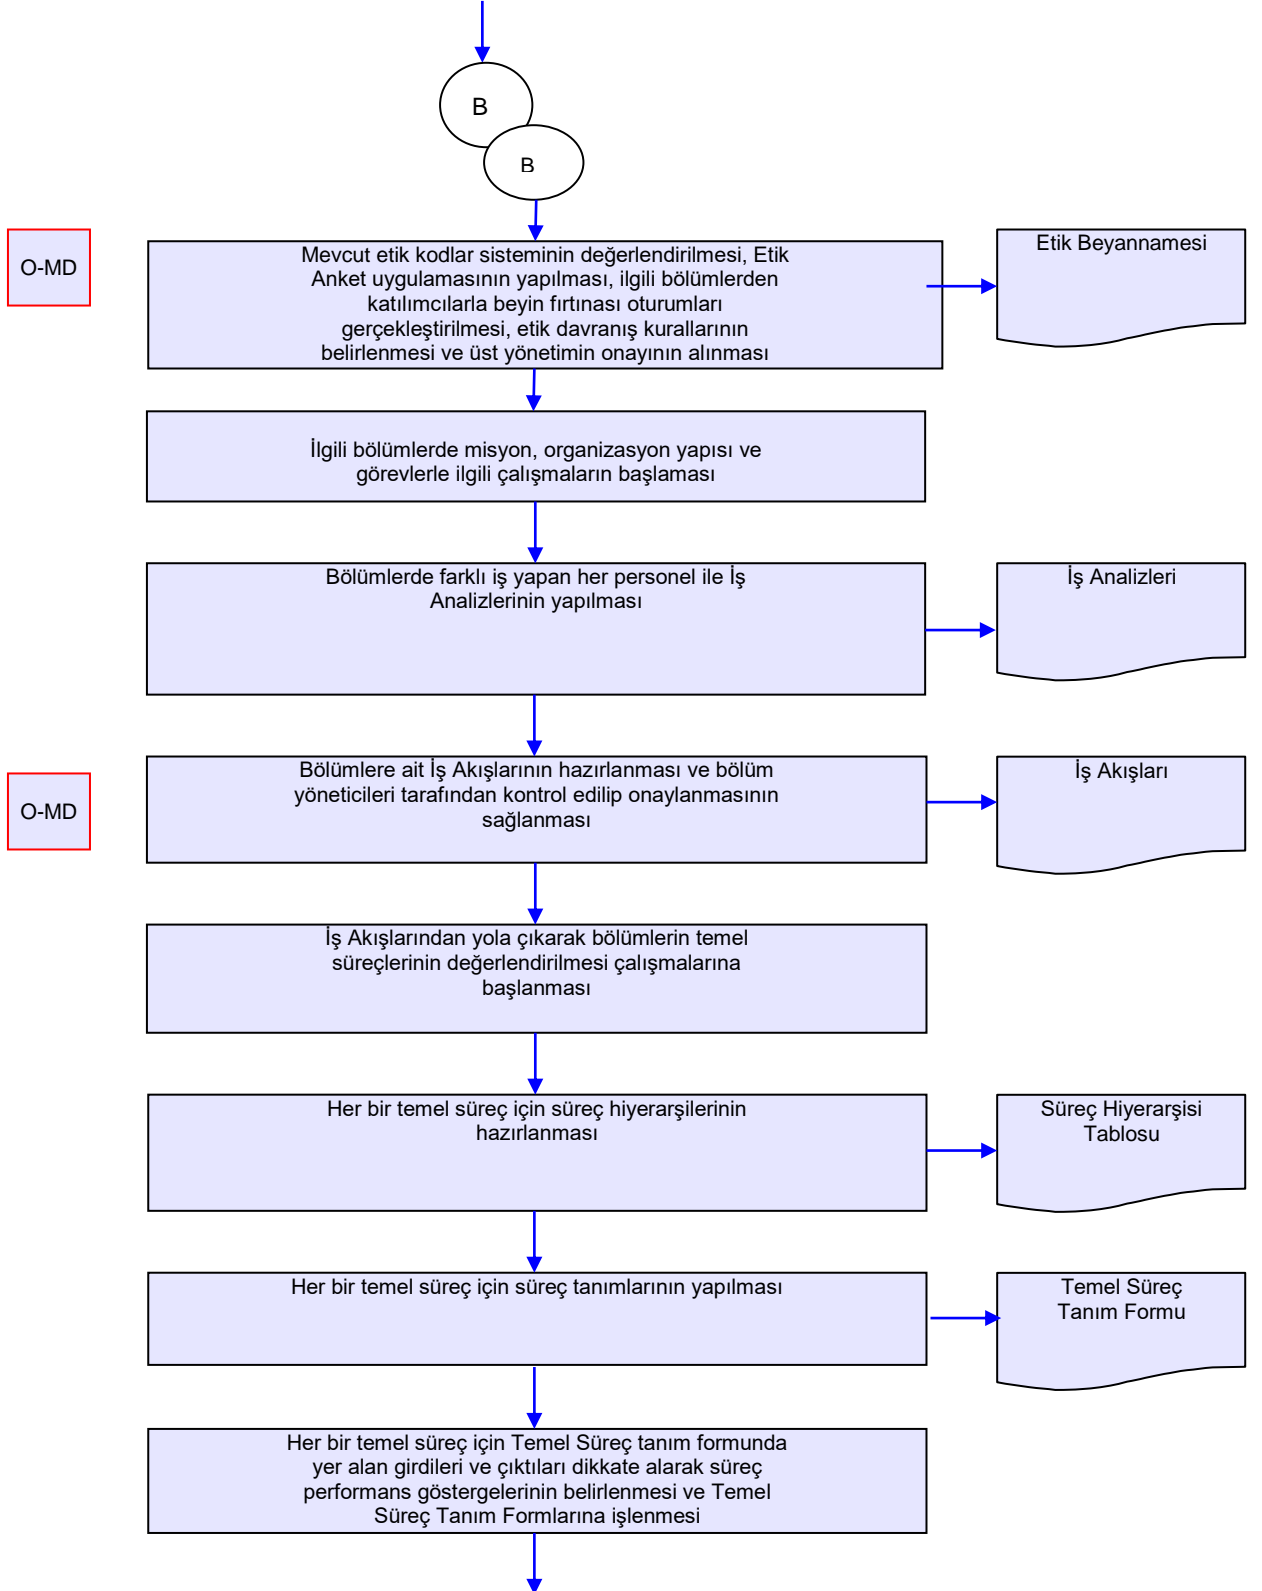 B
B
O-MD
Mevcut etik kodlar sisteminin değerlendirilmesi, Etik
Anket uygulamasının yapılması, ilgili bölümlerden
katılımcılarla beyin fırtınası oturumları
gerçekleştirilmesi, etik davranış kurallarının
belirlenmesi ve üst yönetimin onayının alınması
Etik Beyannamesi
İlgili bölümlerde misyon, organizasyon yapısı ve
görevlerle ilgili çalışmaların başlaması
Bölümlerde farklı iş yapan her personel ile İş
Analizlerinin yapılması
İş Analizleri
O-MD
Bölümlere ait İş Akışlarının hazırlanması ve bölüm
yöneticileri tarafından kontrol edilip onaylanmasının
sağlanması
İş Akışları
İş Akışlarından yola çıkarak bölümlerin temel
süreçlerinin değerlendirilmesi çalışmalarına
başlanması
Her bir temel süreç için süreç hiyerarşilerinin
hazırlanması
Süreç Hiyerarşisi
Tablosu
Her bir temel süreç için süreç tanımlarının yapılması
Temel Süreç
Tanım Formu
Her bir temel süreç için Temel Süreç tanım formunda
yer alan girdileri ve çıktıları dikkate alarak süreç
performans göstergelerinin belirlenmesi ve Temel
Süreç Tanım Formlarına işlenmesi